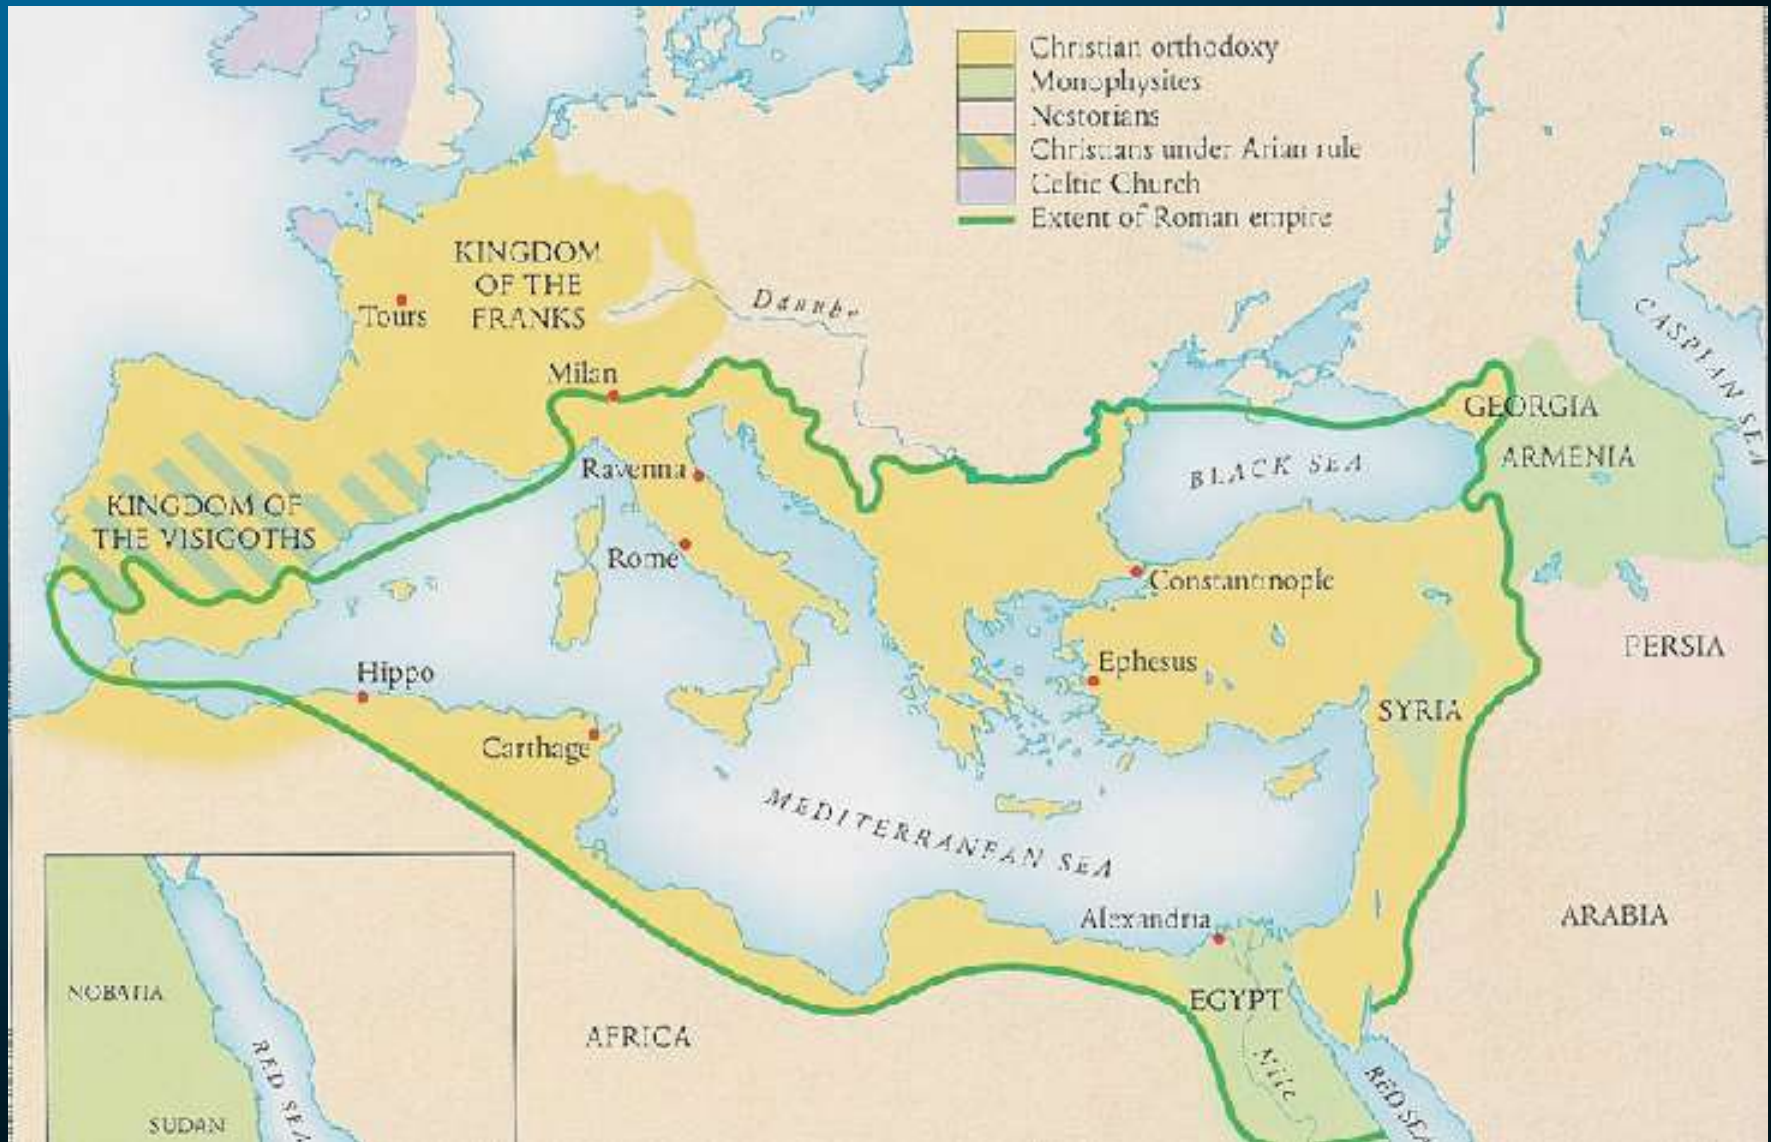 Christian orthodoxy
Monophysites
Nestorians
Christians under Arian rule
Celtic Church
Extent of Roman empire
KINGDOM
OF THE
FRANKS
Tours
Danube
Milan
CASPIAN SEA
GEORGIA
ARMENIA
BLACK SEA
Ravenna
KINGDOM OF
THE VISIGOTHS
Rome
Constantinople
PERSIA
Ephesus
Hippo
SYRIA
Carthage
MEDITERRANEAN SEA
Alexandria
ARABIA
EGYPT
NOBATIA
AFRICA
RED SEA
Nile
RED SEA
SUDAN